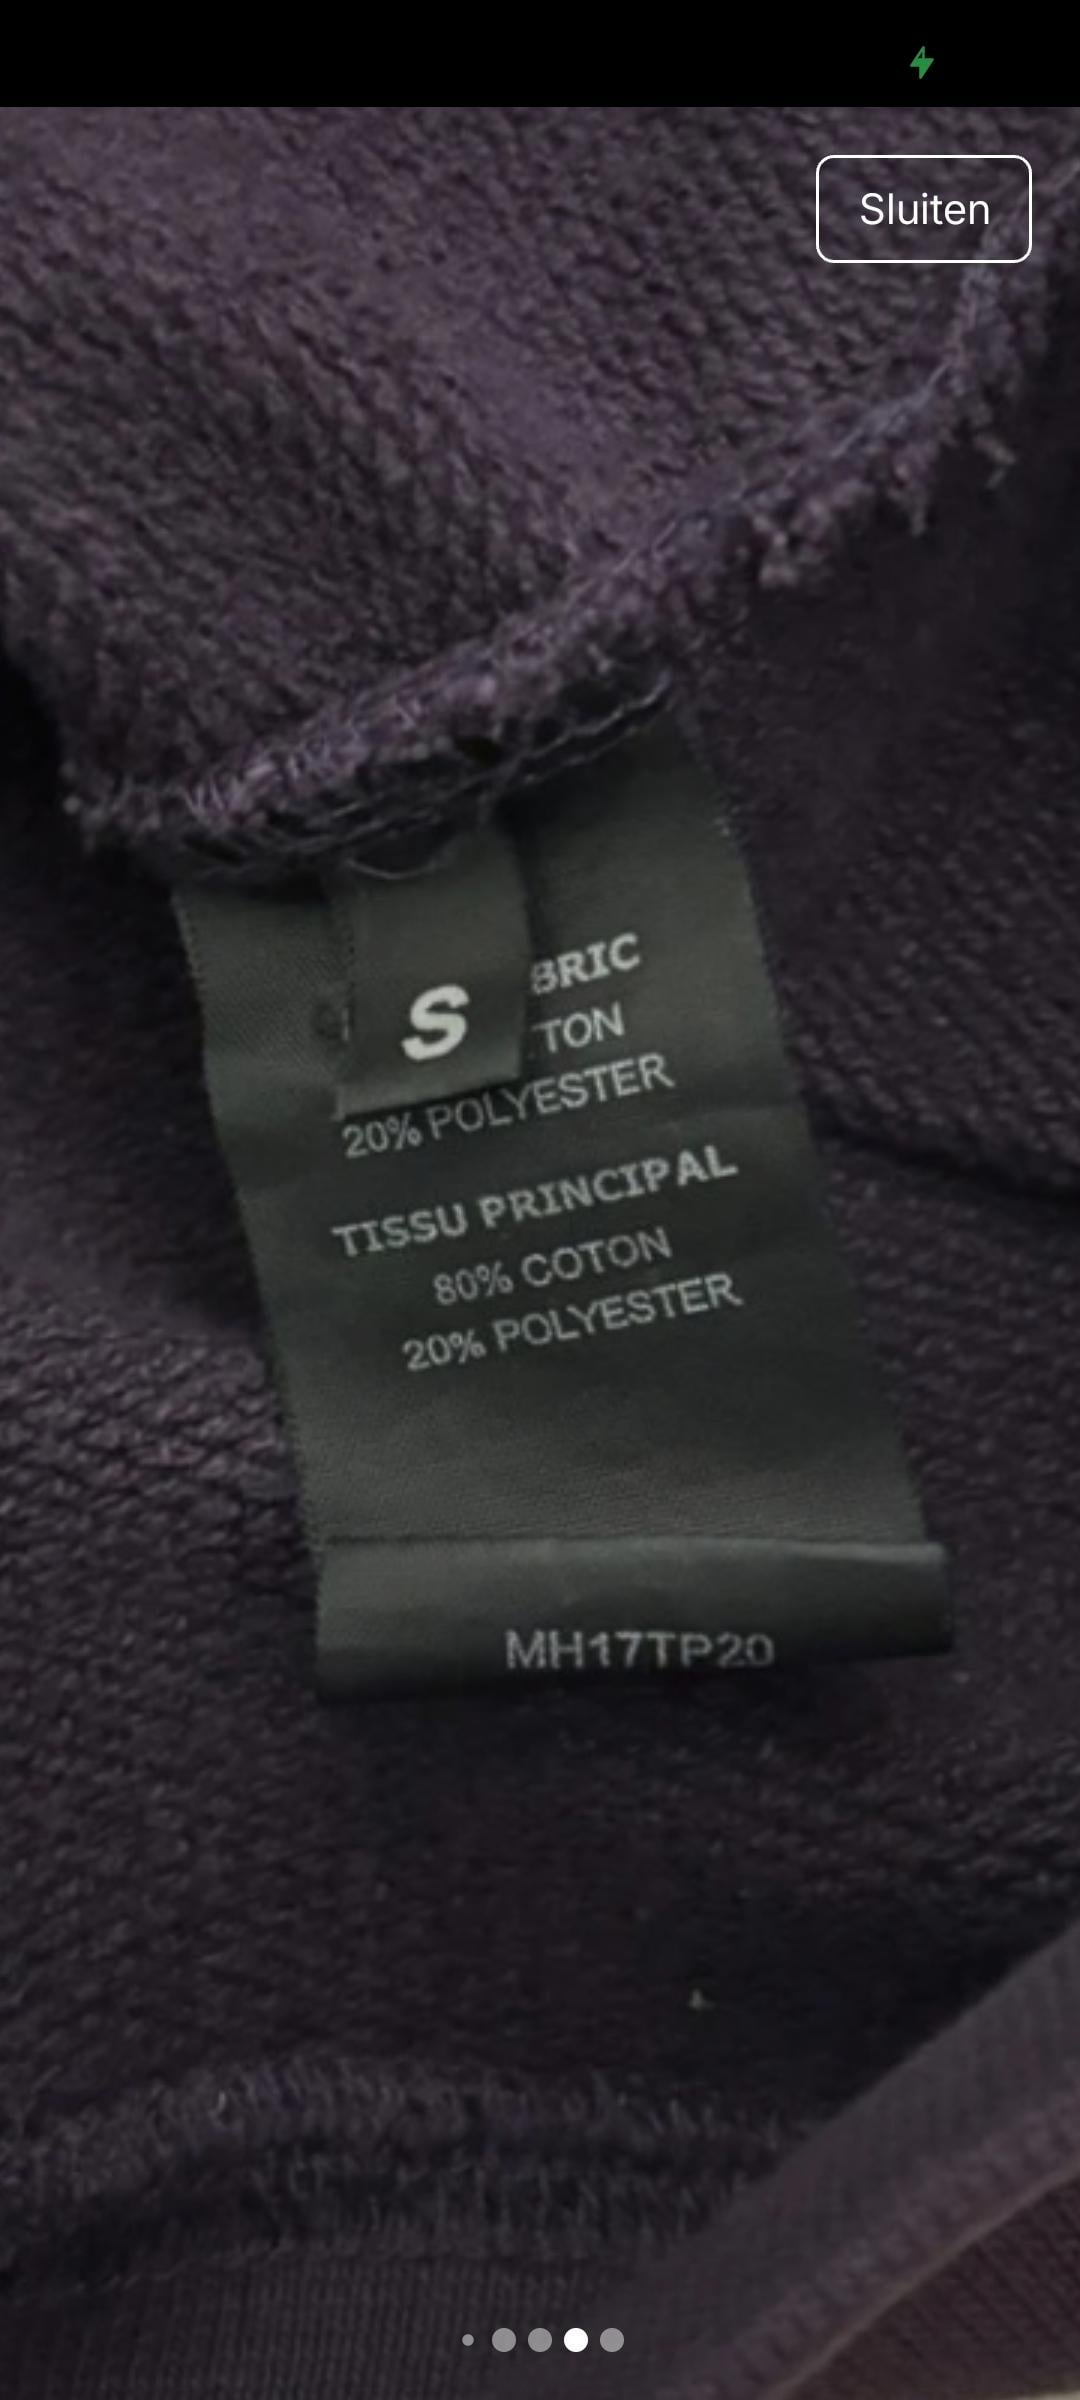 Sluiten
S
BRIC
TON
20% POLYESTER
TISSU PRINCIPAL
80% COTON
20% POLYESTER
MH17TP20